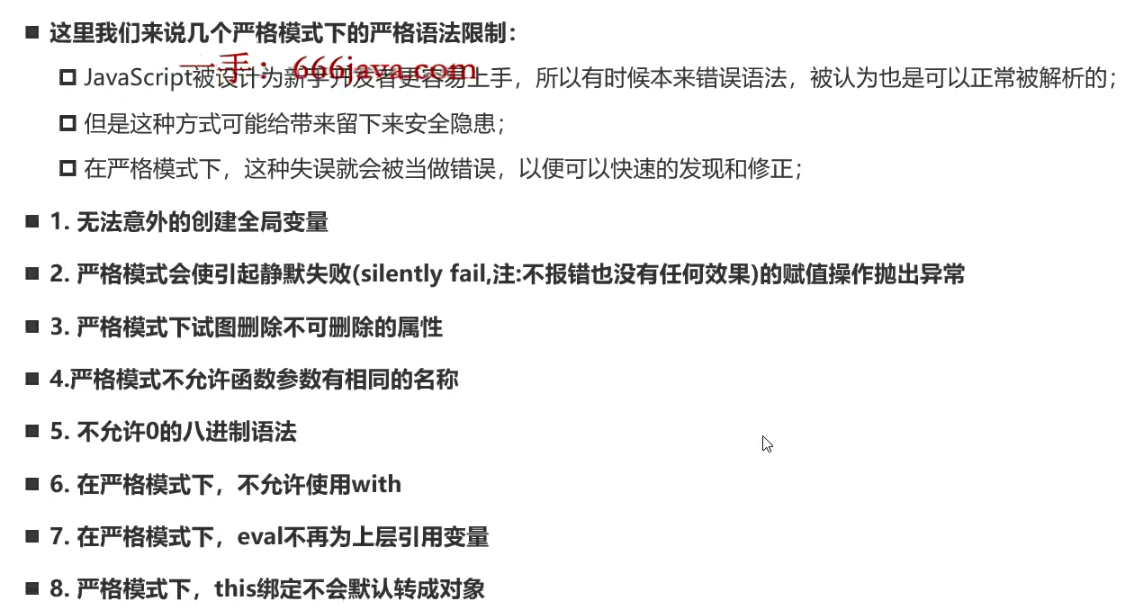 这里我们来说几个严格模式下的严格语法限制：
一手：666java.com
JavaScript被设计为新手开发者更容易上手，所以有时候本来错误语法，被认为也是可以正常被解析的；
但是这种方式可能给带来留下来安全隐患；
在严格模式下，这种失误就会被当做错误，以便可以快速的发现和修正；
1. 无法意外的创建全局变量
2. 严格模式会使引起静默失败(silently fail,注:不报错也没有任何效果)的赋值操作抛出异常
3. 严格模式下试图删除不可删除的属性
4.严格模式不允许函数参数有相同的名称
5. 不允许0的八进制语法
6. 在严格模式下，不允许使用with
7. 在严格模式下，eval不再为上层引用变量
8. 严格模式下，this绑定不会默认转成对象